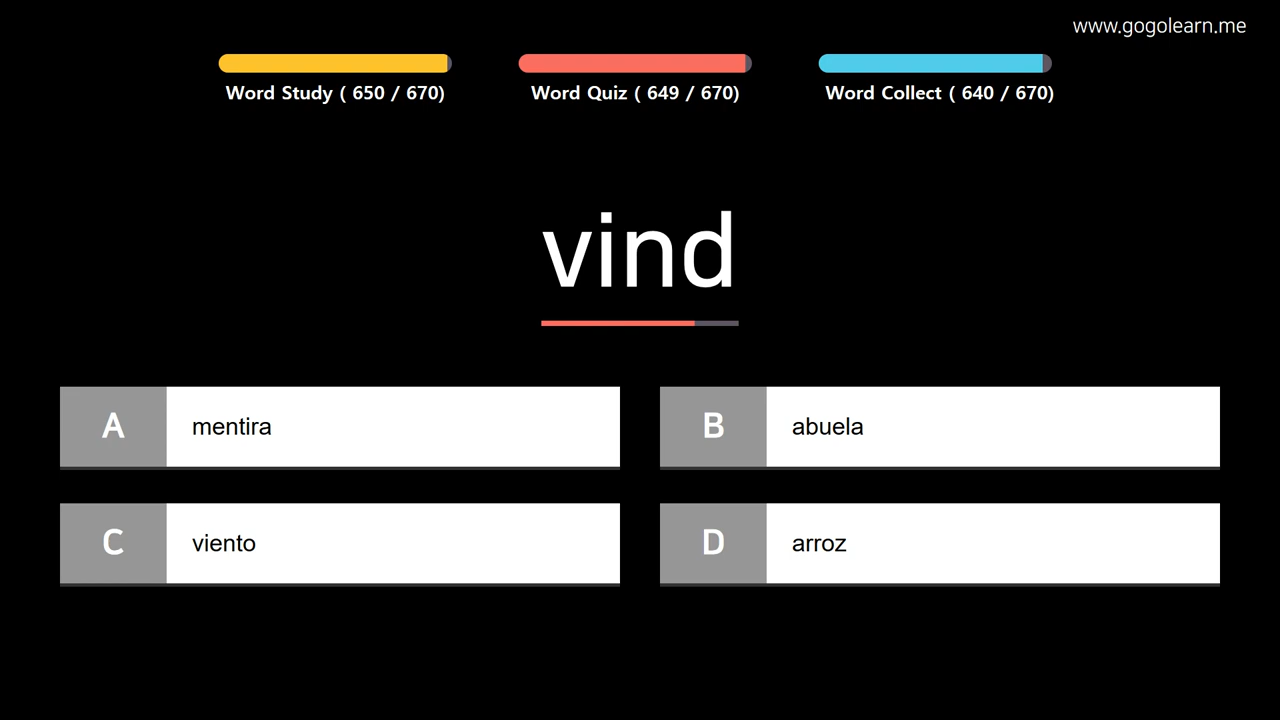 www.gogolearn.me
Word Study ( 650 / 670)
Word Quiz ( 649 / 670)
Word Collect ( 640 / 670)
vind
A mentira
B abuela
C viento
D arroz